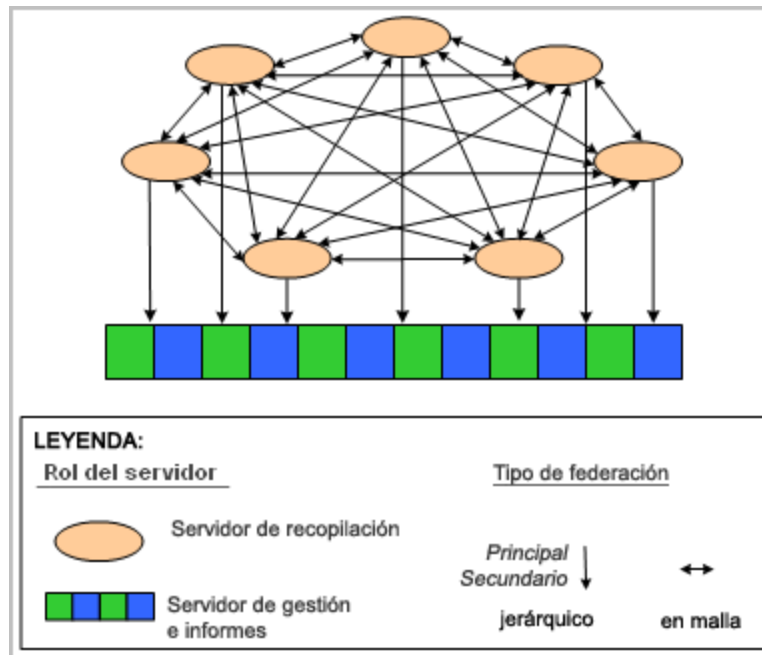 LEYENDA:
Rol del servidor
Tipo de federación
Servidor de recopilación
Principal
Secundario
Servidor de gestión
e informes
jerárquico
en malla